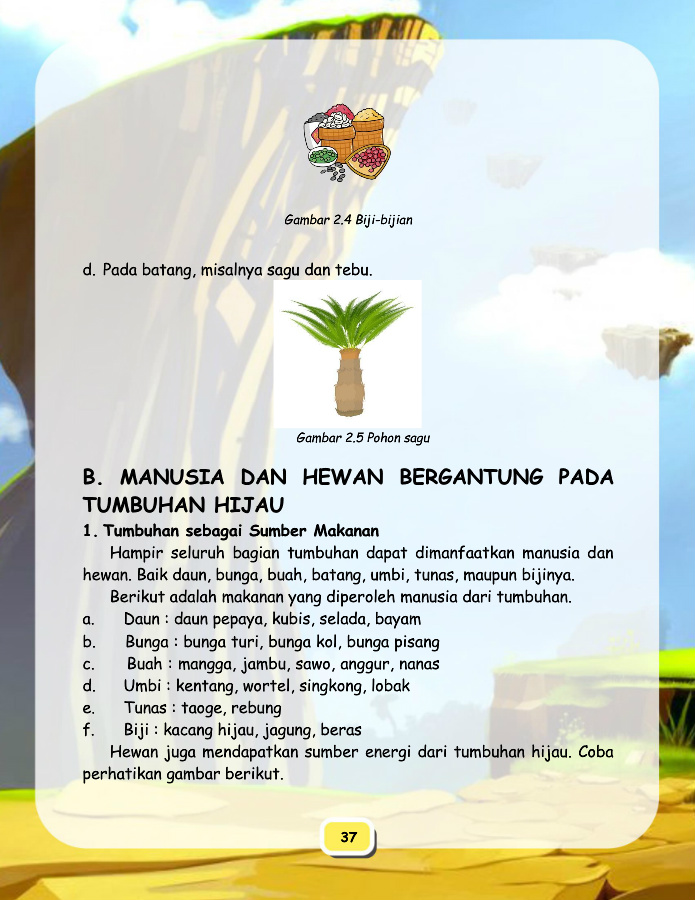 Gambar 2.4 Biji-bijian
d. Pada batang, misalnya sagu dan tebu.
Gambar 2.5 Pohon sagu
B. MANUSIA DAN HEWAN BERGANTUNG PADA
TUMBUHAN HIJAU
1. Tumbuhan sebagai Sumber Makanan
Hampir seluruh bagian tumbuhan dapat dimanfaatkan manusia dan
hewan. Baik daun, bunga, buah, batang, umbi, tunas, maupun bijinya.
Berikut adalah makanan yang diperoleh manusia dari tumbuhan.
a. Daun : daun pepaya, kubis, selada, bayam
b. Bunga : bunga turi, bunga kol, bunga pisang
c. Buah : mangga, jambu, sawo, anggur, nanas
d. Umbi : kentang, wortel, singkong, lobak
e. Tunas : taoge, rebung
f. Biji : kacang hijau, jagung, beras
Hewan juga mendapatkan sumber energi dari tumbuhan hijau. Coba
perhatikan gambar berikut.
37